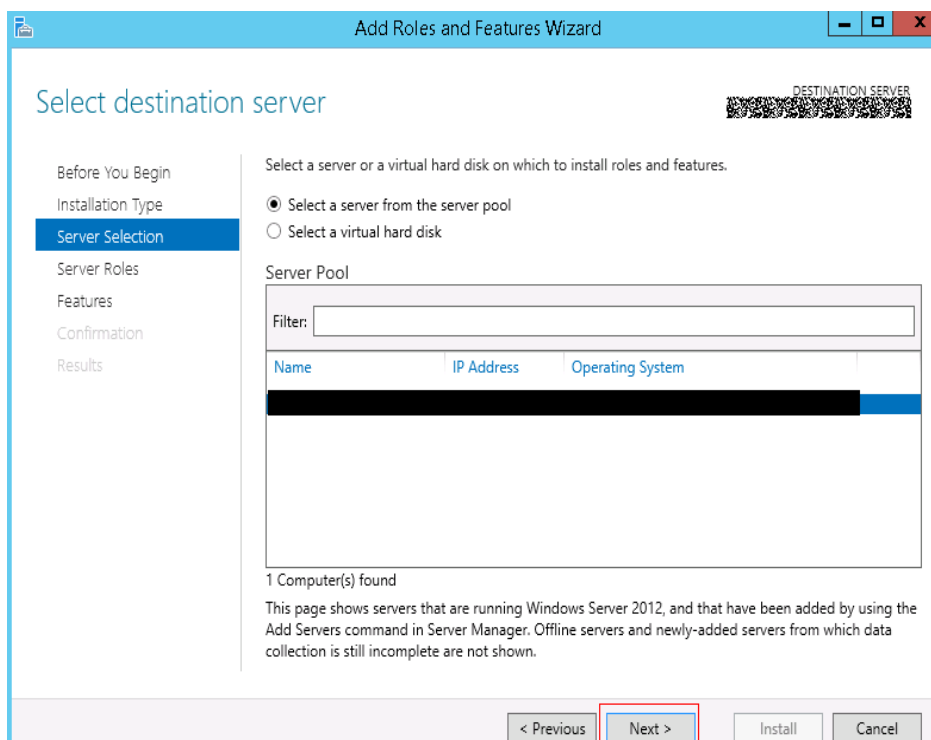 Add Roles and Features Wizard
Select destination server
DESTINATION SERVER
Before You Begin
Installation Type
Server Selection
Server Roles
Features
Confirmation
Results
Select a server or a virtual hard disk on which to install roles and features.
Select a server from the server pool
Select a virtual hard disk
Server Pool
Filter:
Name IP Address Operating System
1 Computer(s) found
This page shows servers that are running Windows Server 2012, and that have been added by using the
Add Servers command in Server Manager. Offline servers and newly-added servers from which data
collection is still incomplete are not shown.
< Previous Next > Install Cancel